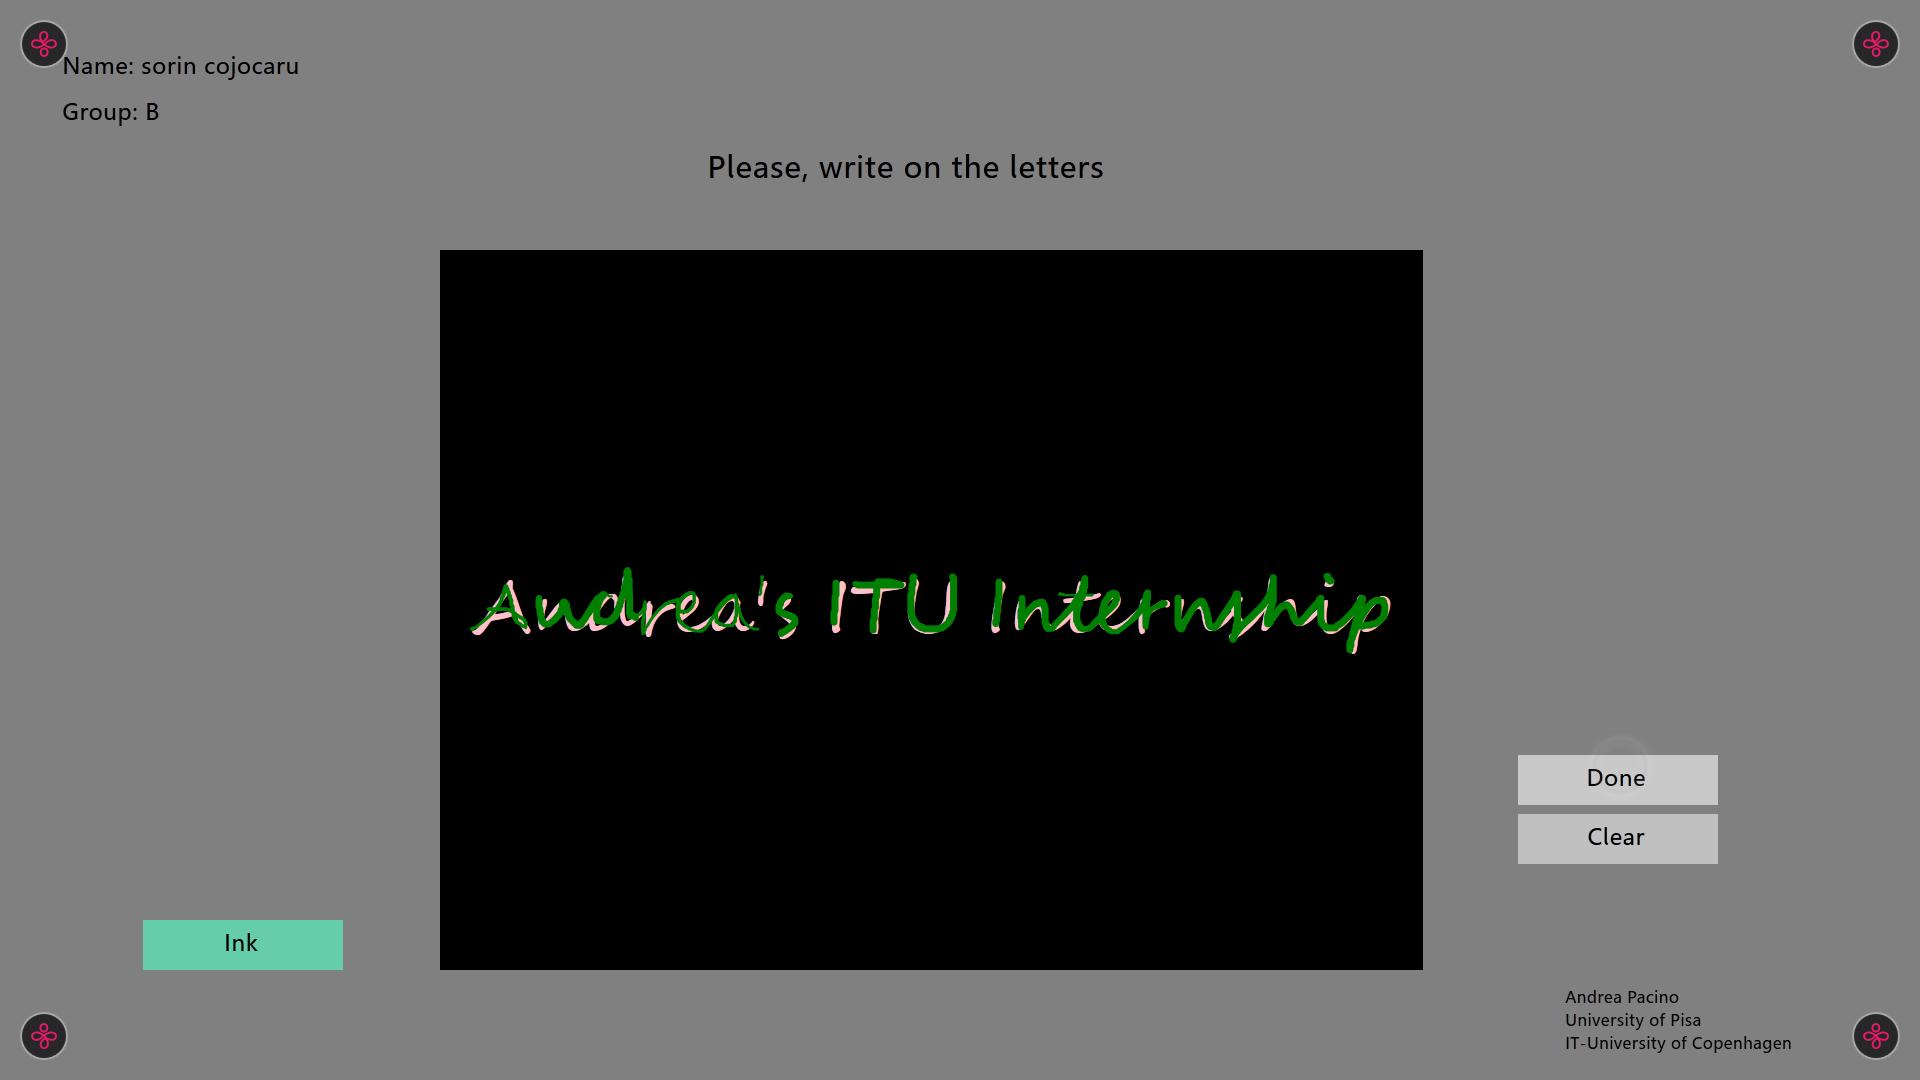 Name: sorin cojocaru
Group: B
Please, write on the letters
Andrea's ITU Internship
Done
Clear
Ink
Andrea Pacino
University of Pisa
IT-University of Copenhagen